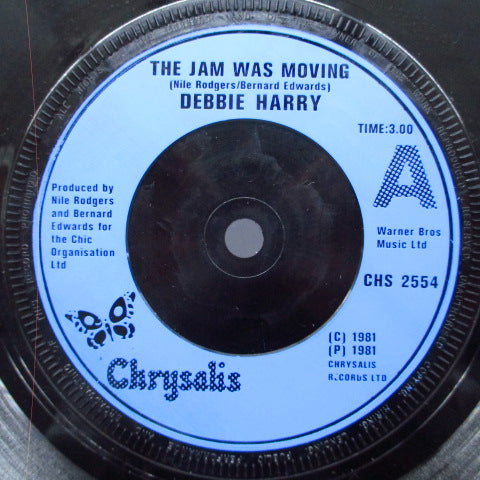 THE JAM WAS MOVING
(Nile Rodgers/Bernard Edwards)
DEBBIE HARRY
TIME:3.00
A
Produced by
Nile Rodgers
and Bernard
Edwards for
the Chic
Organisation
Ltd
Warner Bros
Music Ltd
CHS 2554
(C) 1981
(P) 1981
CHRYSALIS
RECORDS LTD
Chrysalis